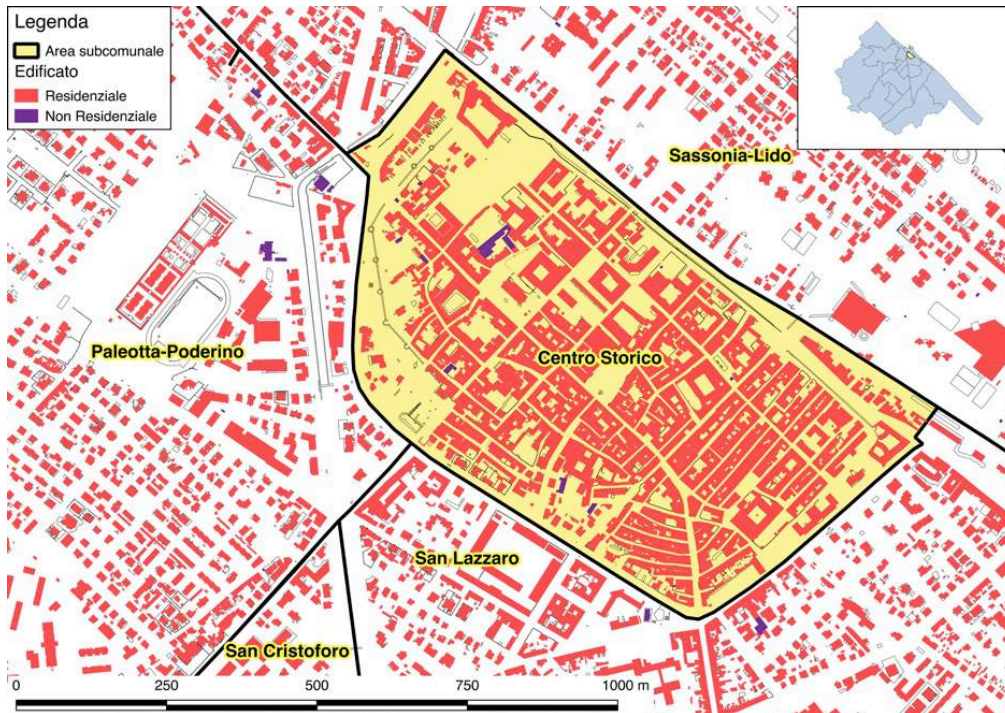 Legenda
Area subcomunale
Edificato
Residenziale
Non Residenziale
Sassonia-Lido
Paleotta-Poderino
Centro Storico
San Lazzaro
San Cristoforo
0 250 500 750 1000 m